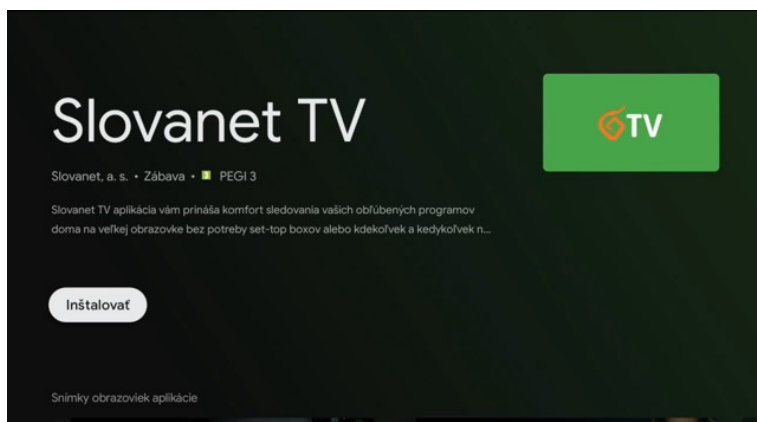 Slovanet TV
TV
Slovanet, a. s. • Zábava • 3 PEGI 3
Slovanet TV aplikácia vám prináša komfort sledovania vašich obľúbených programov
doma na veľkej obrazovke bez potreby set-top boxov alebo kdekoľvek a kedykoľvek n...
Inštalovať
Snímky obrazoviek aplikácie